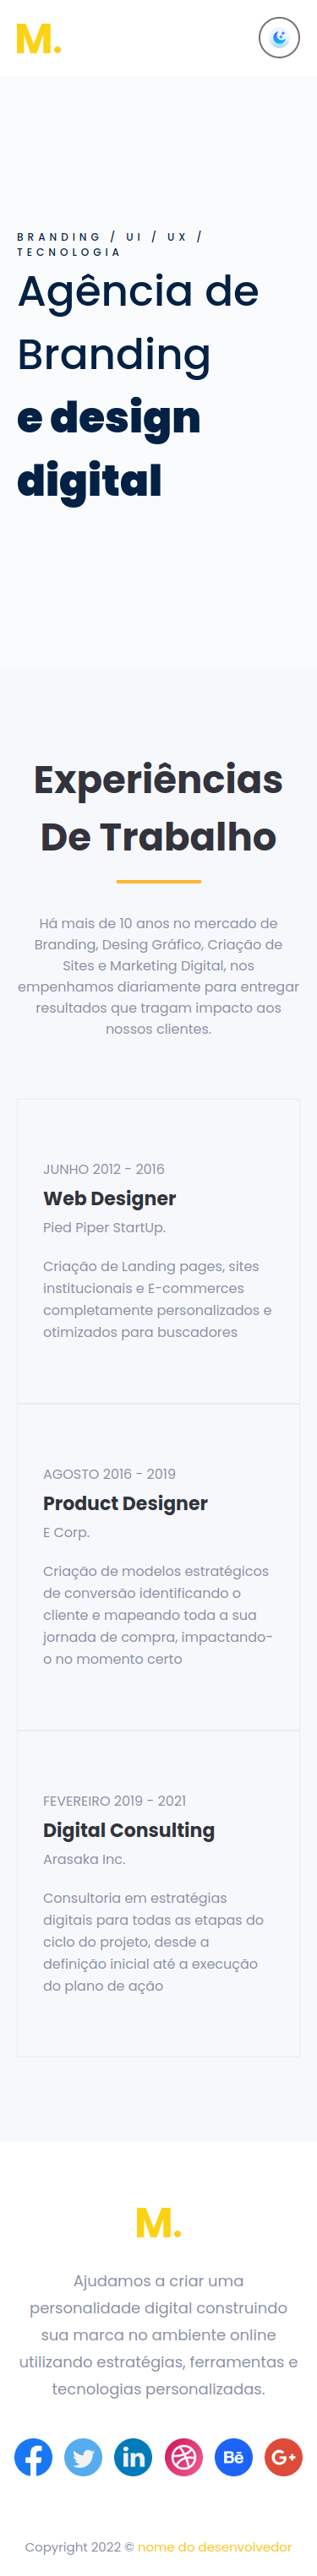 M.
BRANDING / UI / UX /
TECNOLOGIA
Agência de
Branding
e design
digital
Experiências
De Trabalho
Há mais de 10 anos no mercado de
Branding, Desing Gráfico, Criação de
Sites e Marketing Digital, nos
empenhamos diariamente para entregar
resultados que tragam impacto aos
nossos clientes.
JUNHO 2012 - 2016
Web Designer
Pied Piper StartUp.
Criação de Landing pages, sites
institucionais e E-commerces
completamente personalizados e
otimizados para buscadores
AGOSTO 2016 - 2019
Product Designer
E Corp.
Criação de modelos estratégicos
de conversão identificando o
cliente e mapeando toda a sua
jornada de compra, impactando-
o no momento certo
FEVEREIRO 2019 - 2021
Digital Consulting
Arasaka Inc.
Consultoria em estratégias
digitais para todas as etapas do
ciclo do projeto, desde a
definição inicial até a execução
do plano de ação
M.
Ajudamos a criar uma
personalidade digital construindo
sua marca no ambiente online
utilizando estratégias, ferramentas e
tecnologias personalizadas.
f in Bē G+
Copyright 2022 © nome do desenvolvedor